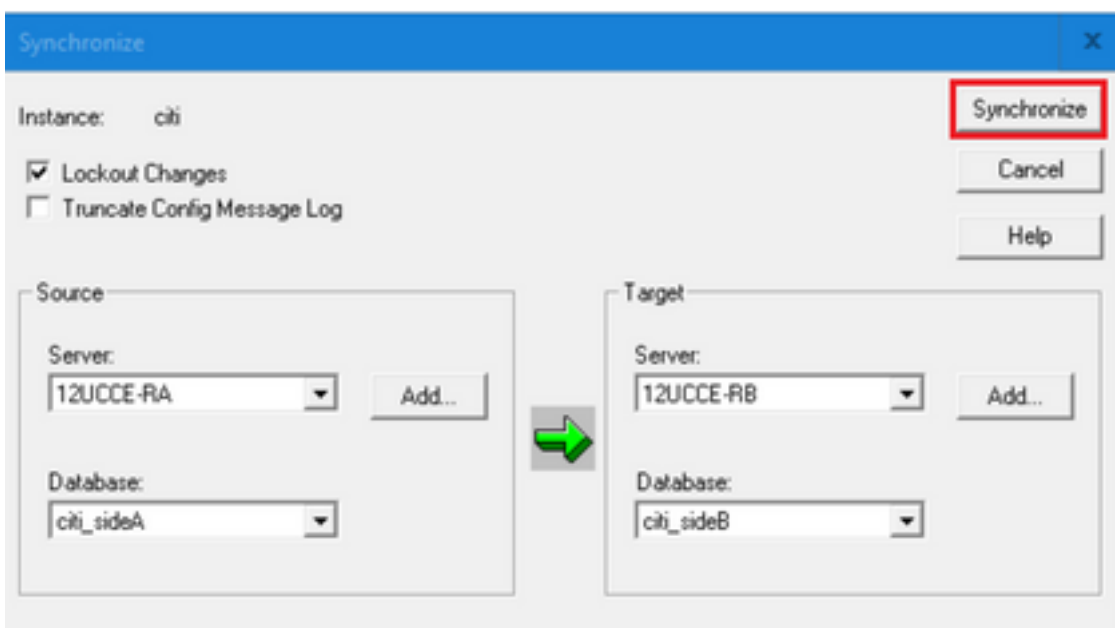 Synchronize
Instance: citi
Synchronize
Lockout Changes
Cancel
Truncate Config Message Log
Help
Source
Server:
12UCCE-RA
Add...
Database:
citi_sideA
Target
Server:
12UCCE-RB
Add...
Database:
citi_sideB